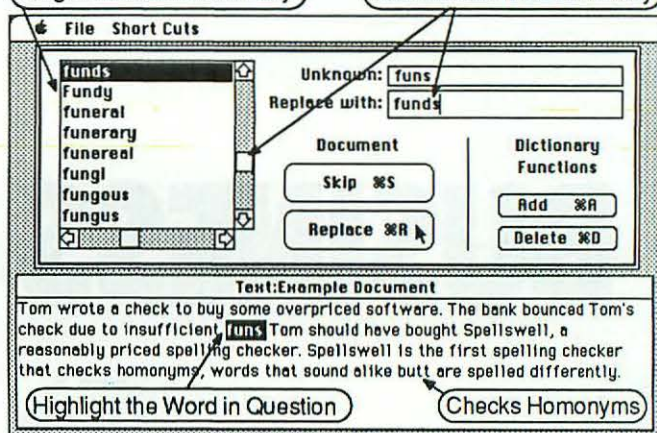 File Short Cuts
funds
Fundy
funeral
funerary
funereal
fungi
fungous
fungus
Unknown: funs
Replace with: funds
Document
Skip ⌘S
Replace ⌘R
Dictionary
Functions
Add ⌘A
Delete ⌘D
Text:Example Document
Tom wrote a check to buy some overpriced software. The bank bounced Tom's
check due to insufficient funs Tom should have bought Spellswell, a
reasonably priced spelling checker. Spellswell is the first spelling checker
that checks homonyms, words that sound alike butt are spelled differently.
Highlight the Word in Question
Checks Homonyms